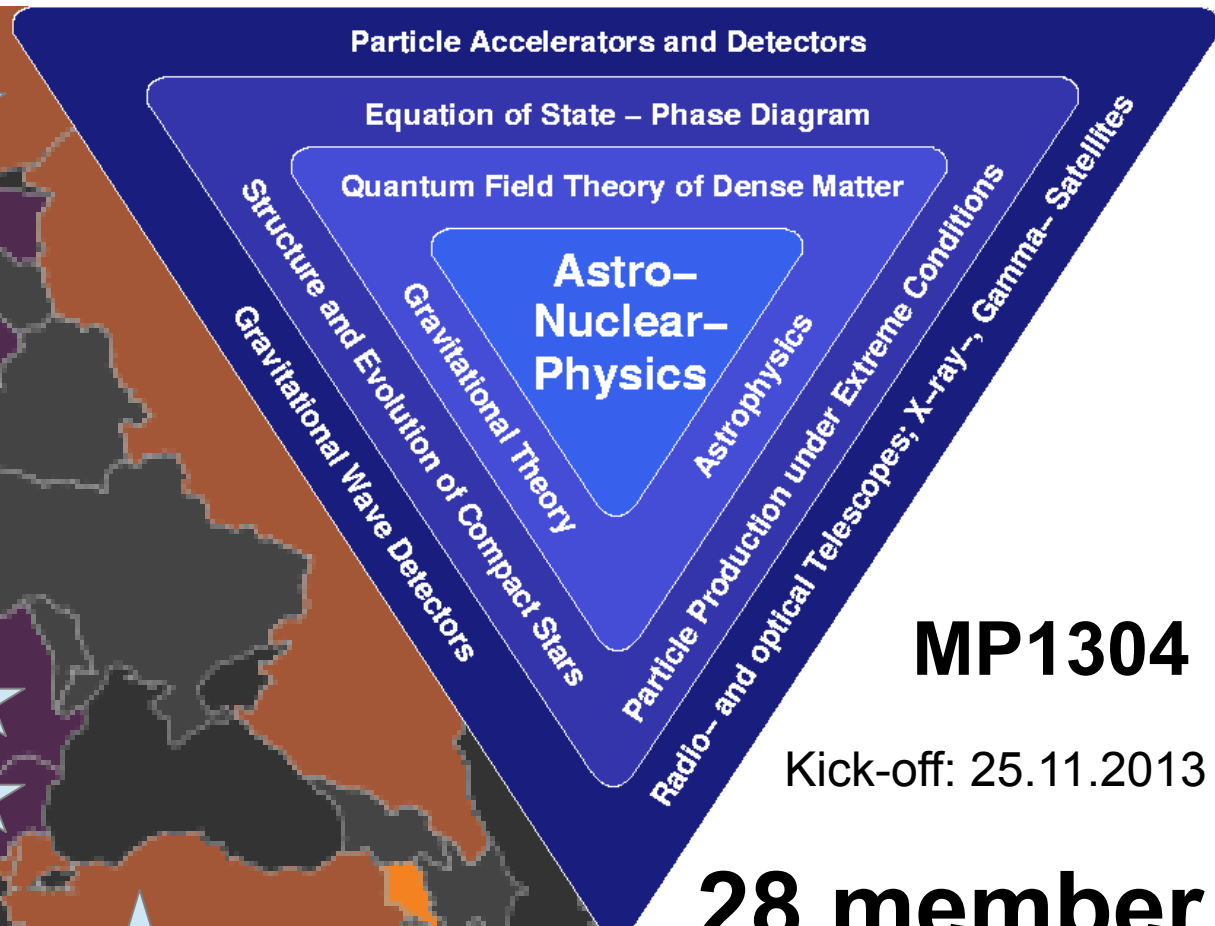 Particle Accelerators and Detectors
Equation of State – Phase Diagram
Quantum Field Theory of Dense Matter
Astro–
Nuclear–
Physics
Gravitational Theory
Astrophysics
Structure and Evolution of Compact Stars
Particle Production under Extreme Conditions
Gravitational Wave Detectors
Radio– and optical Telescopes; X–ray–, Gamma– Satellites
MP1304
Kick-off: 25.11.2013
28 member